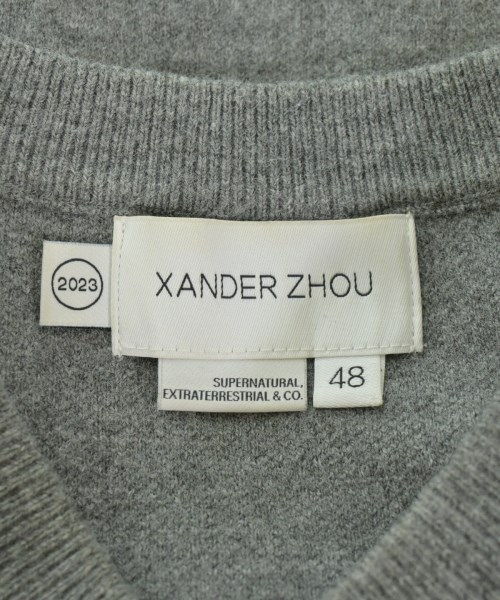 2023
XANDER ZHOU
SUPERNATURAL,
EXTRATERRESTRIAL & CO.
48